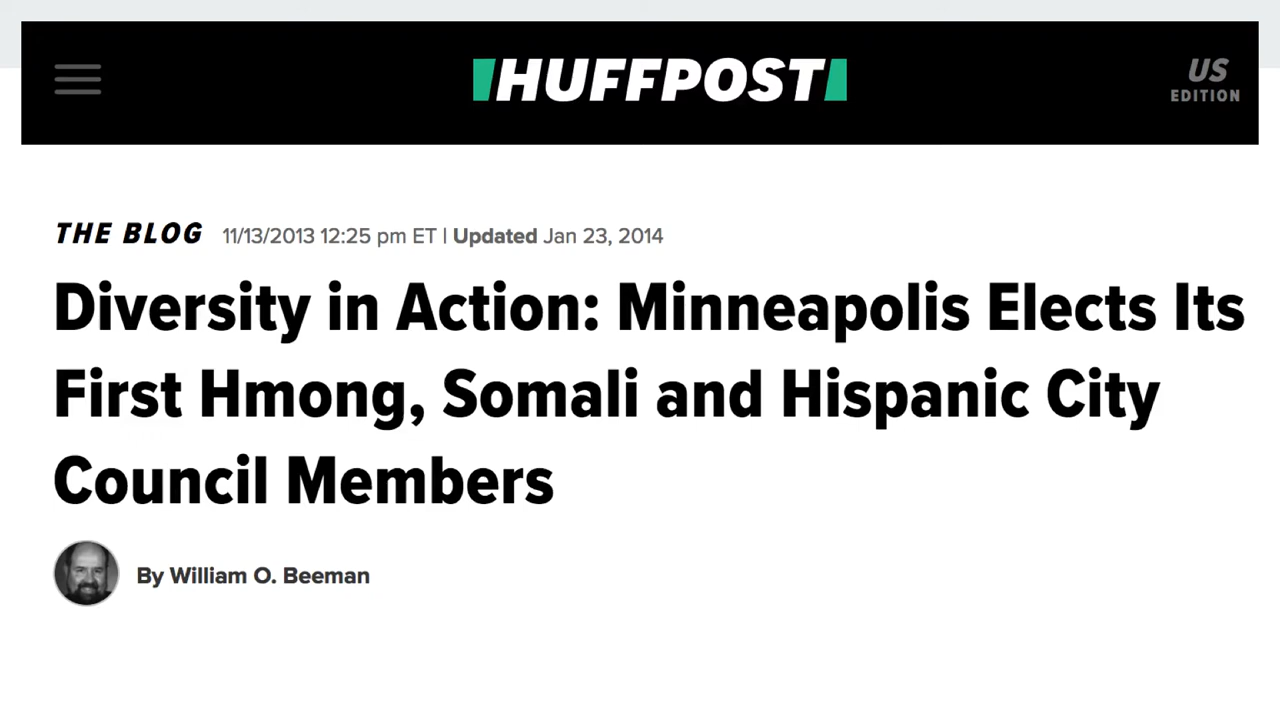 HUFFPOST
US
EDITION
THE BLOG 11/13/2013 12:25 pm ET | Updated Jan 23, 2014
Diversity in Action: Minneapolis Elects Its
First Hmong, Somali and Hispanic City
Council Members
By William O. Beeman